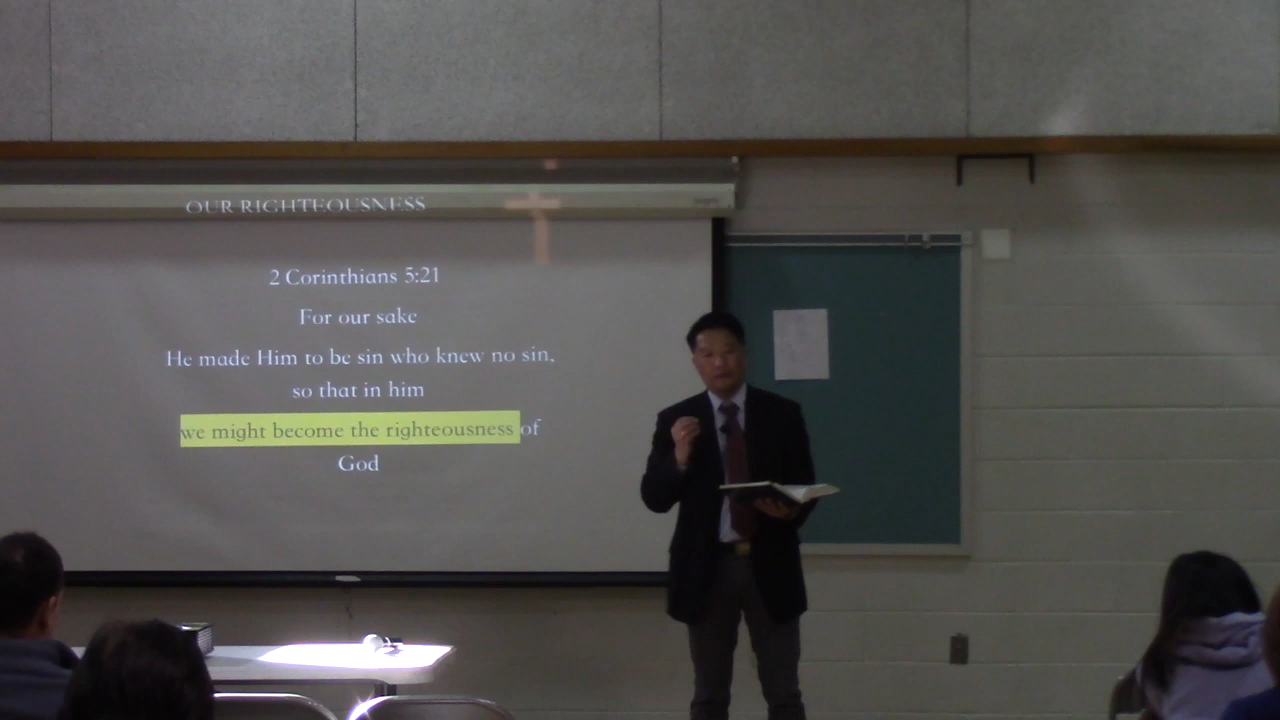 OUR RIGHTEOUSNESS
2 Corinthians 5:21
For our sake
He made Him to be sin who knew no sin,
so that in him
we might become the righteousness of
God